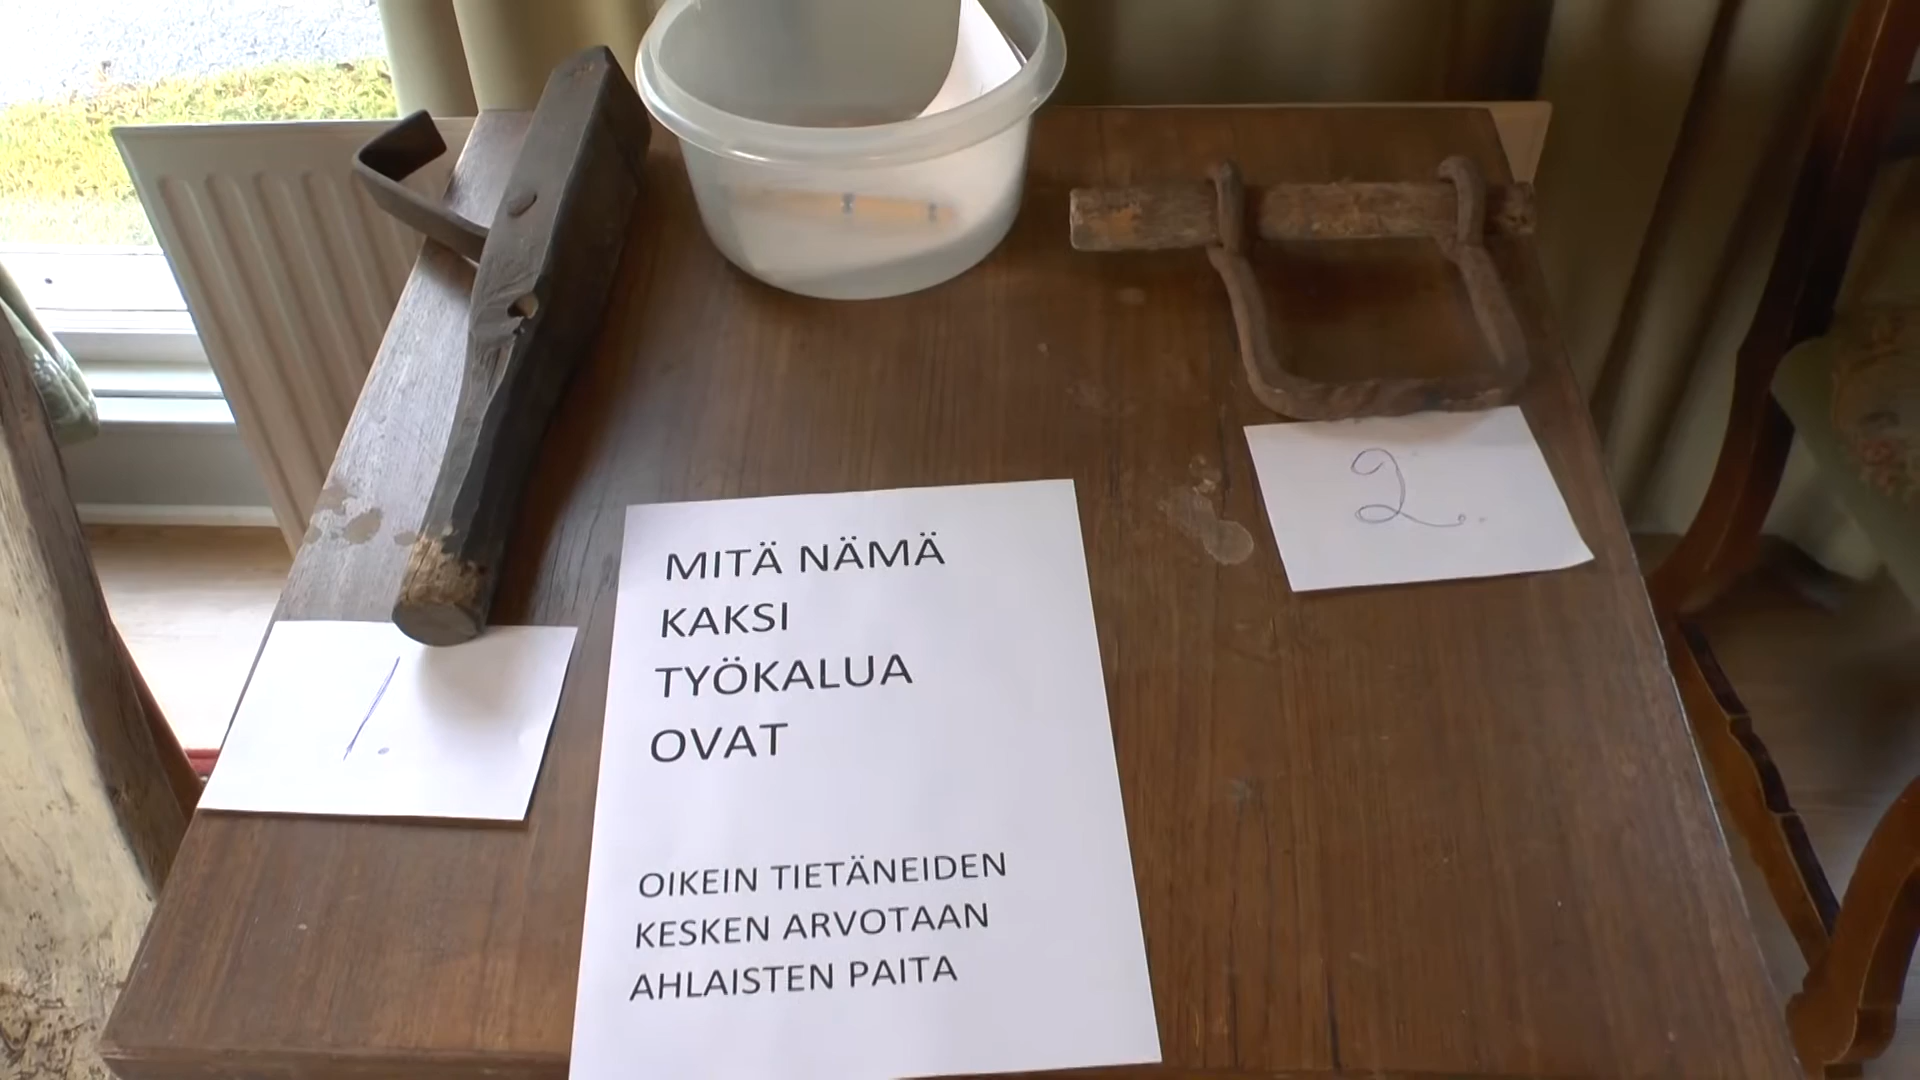 MITÄ NÄMÄ
KAKSI
TYÖKALUA
OVAT
OIKEIN TIETÄNEIDEN
KESKEN ARVOTAAN
AHLAISTEN PAITA
1.
2.